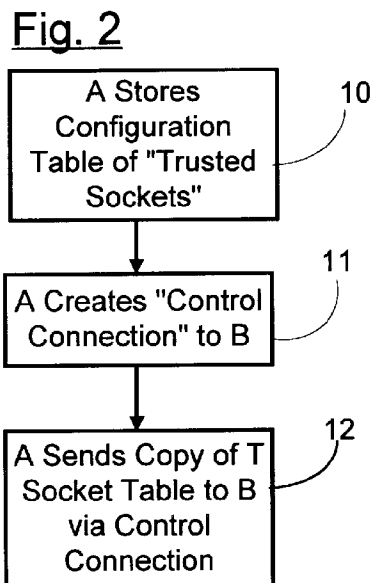 Fig. 2
A Stores
Configuration
Table of "Trusted
Sockets"
10
A Creates "Control
Connection" to B
11
A Sends Copy of T
Socket Table to B
via Control
Connection
12